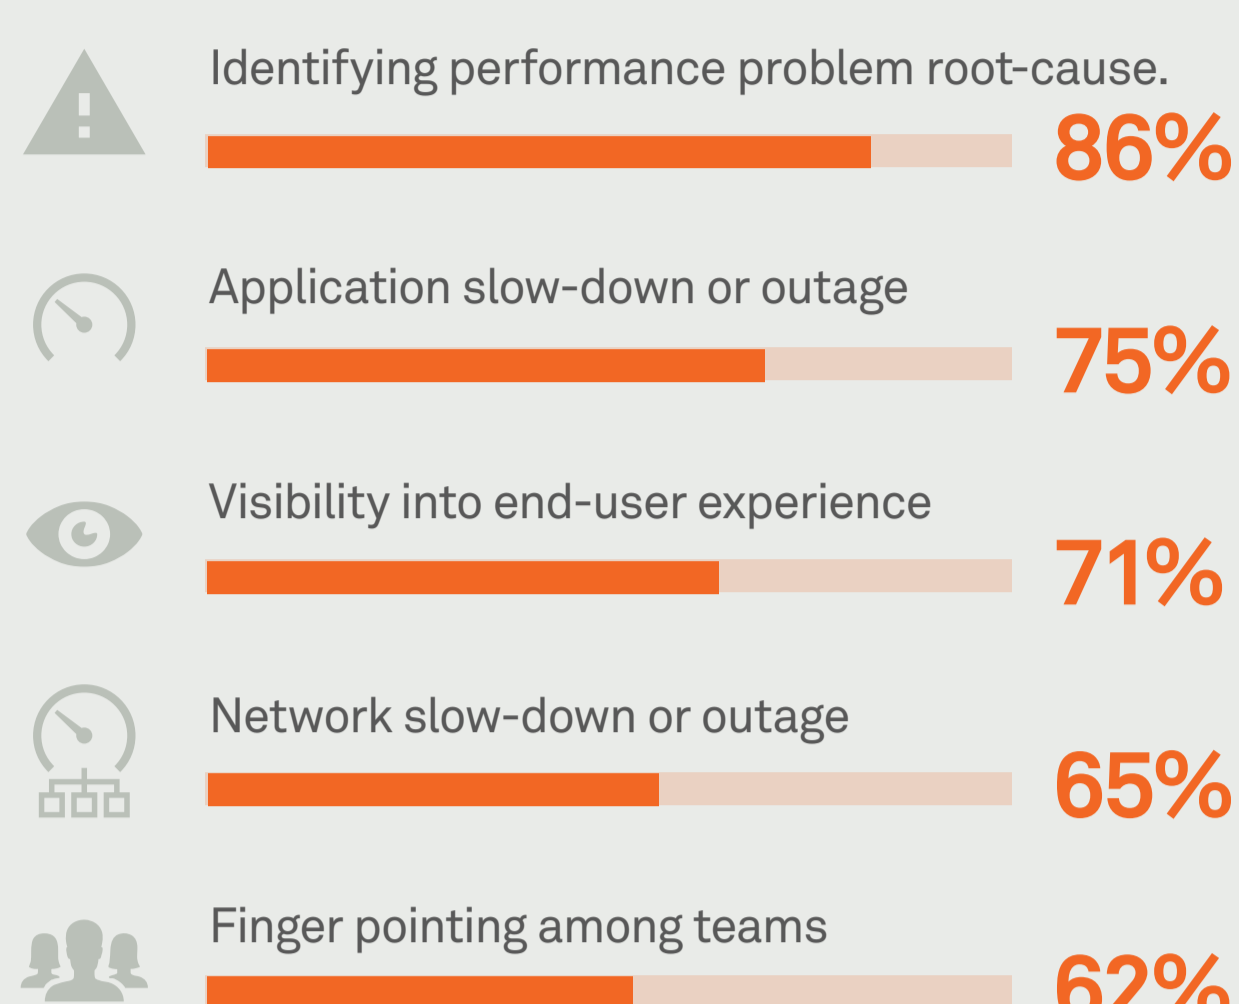 Identifying performance problem root-cause.
86%
Application slow-down or outage
75%
Visibility into end-user experience
71%
Network slow-down or outage
65%
Finger pointing among teams
62%